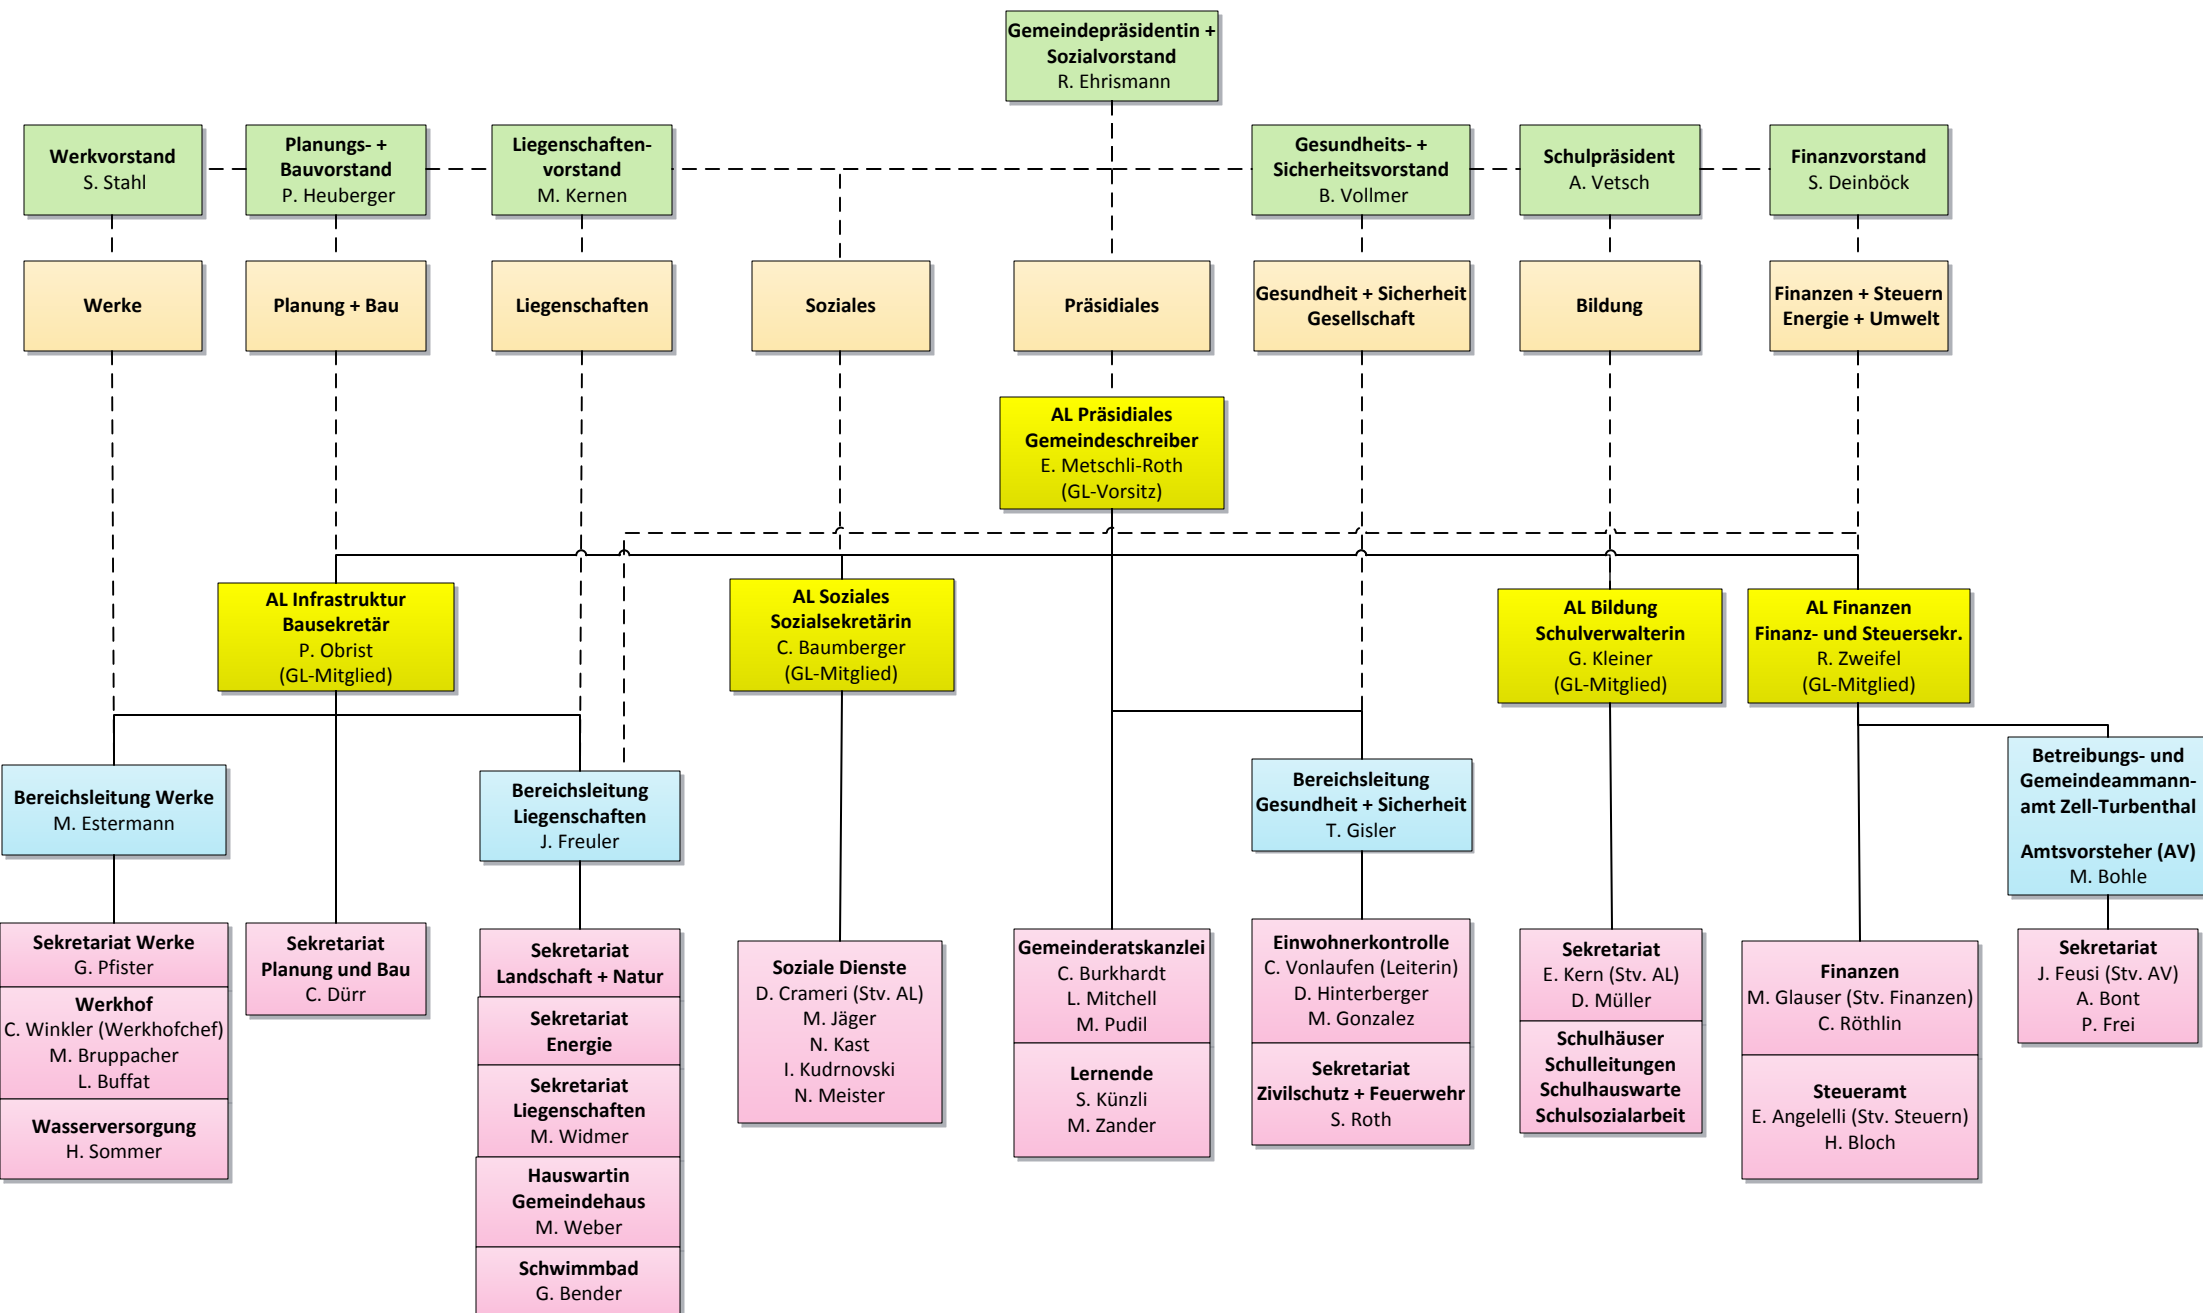 Gemeindepräsidentin +
Sozialvorstand
R. Ehrismann
Werkvorstand
S. Stahl
Planungs- +
Bauvorstand
P. Heuberger
Liegenschaften-
vorstand
M. Kernen
Gesundheits- +
Sicherheitsvorstand
B. Vollmer
Schulpräsident
A. Vetsch
Finanzvorstand
S. Deinböck
Werke
Planung + Bau
Liegenschaften
Soziales
Präsidiales
Gesundheit + Sicherheit
Gesellschaft
Bildung
Finanzen + Steuern
Energie + Umwelt
AL Präsidiales
Gemeindeschreiber
E. Metschli-Roth
(GL-Vorsitz)
AL Infrastruktur
Bausekretär
P. Obrist
(GL-Mitglied)
AL Soziales
Sozialsekretärin
C. Baumberger
(GL-Mitglied)
AL Bildung
Schulverwalterin
G. Kleiner
(GL-Mitglied)
AL Finanzen
Finanz- und Steuersekr.
R. Zweifel
(GL-Mitglied)
Bereichsleitung Werke
M. Estermann
Bereichsleitung
Liegenschaften
J. Freuler
Bereichsleitung
Gesundheit + Sicherheit
T. Gisler
Betreibungs- und
Gemeindeammann-
amt Zell-Turbenthal
Amtsvorsteher (AV)
M. Bohle
Sekretariat Werke
G. Pfister
Werkhof
C. Winkler (Werkhofchef)
M. Bruppacher
L. Buffat
Wasserversorgung
H. Sommer
Sekretariat
Planung und Bau
C. Dürr
Sekretariat
Landschaft + Natur
Sekretariat
Energie
Sekretariat
Liegenschaften
M. Widmer
Hauswartin
Gemeindehaus
M. Weber
Schwimmbad
G. Bender
Soziale Dienste
D. Crameri (Stv. AL)
M. Jäger
N. Kast
I. Kudrnovski
N. Meister
Gemeinderatskanzlei
C. Burkhardt
L. Mitchell
M. Pudil
Lernende
S. Künzli
M. Zander
Einwohnerkontrolle
C. Vonlaufen (Leiterin)
D. Hinterberger
M. Gonzalez
Sekretariat
Zivilschutz + Feuerwehr
S. Roth
Sekretariat
E. Kern (Stv. AL)
D. Müller
Schulhäuser
Schulleitungen
Schulhauswarte
Schulsozialarbeit
Finanzen
M. Glauser (Stv. Finanzen)
C. Röthlin
Steueramt
E. Angelelli (Stv. Steuern)
H. Bloch
Sekretariat
J. Feusi (Stv. AV)
A. Bont
P. Frei